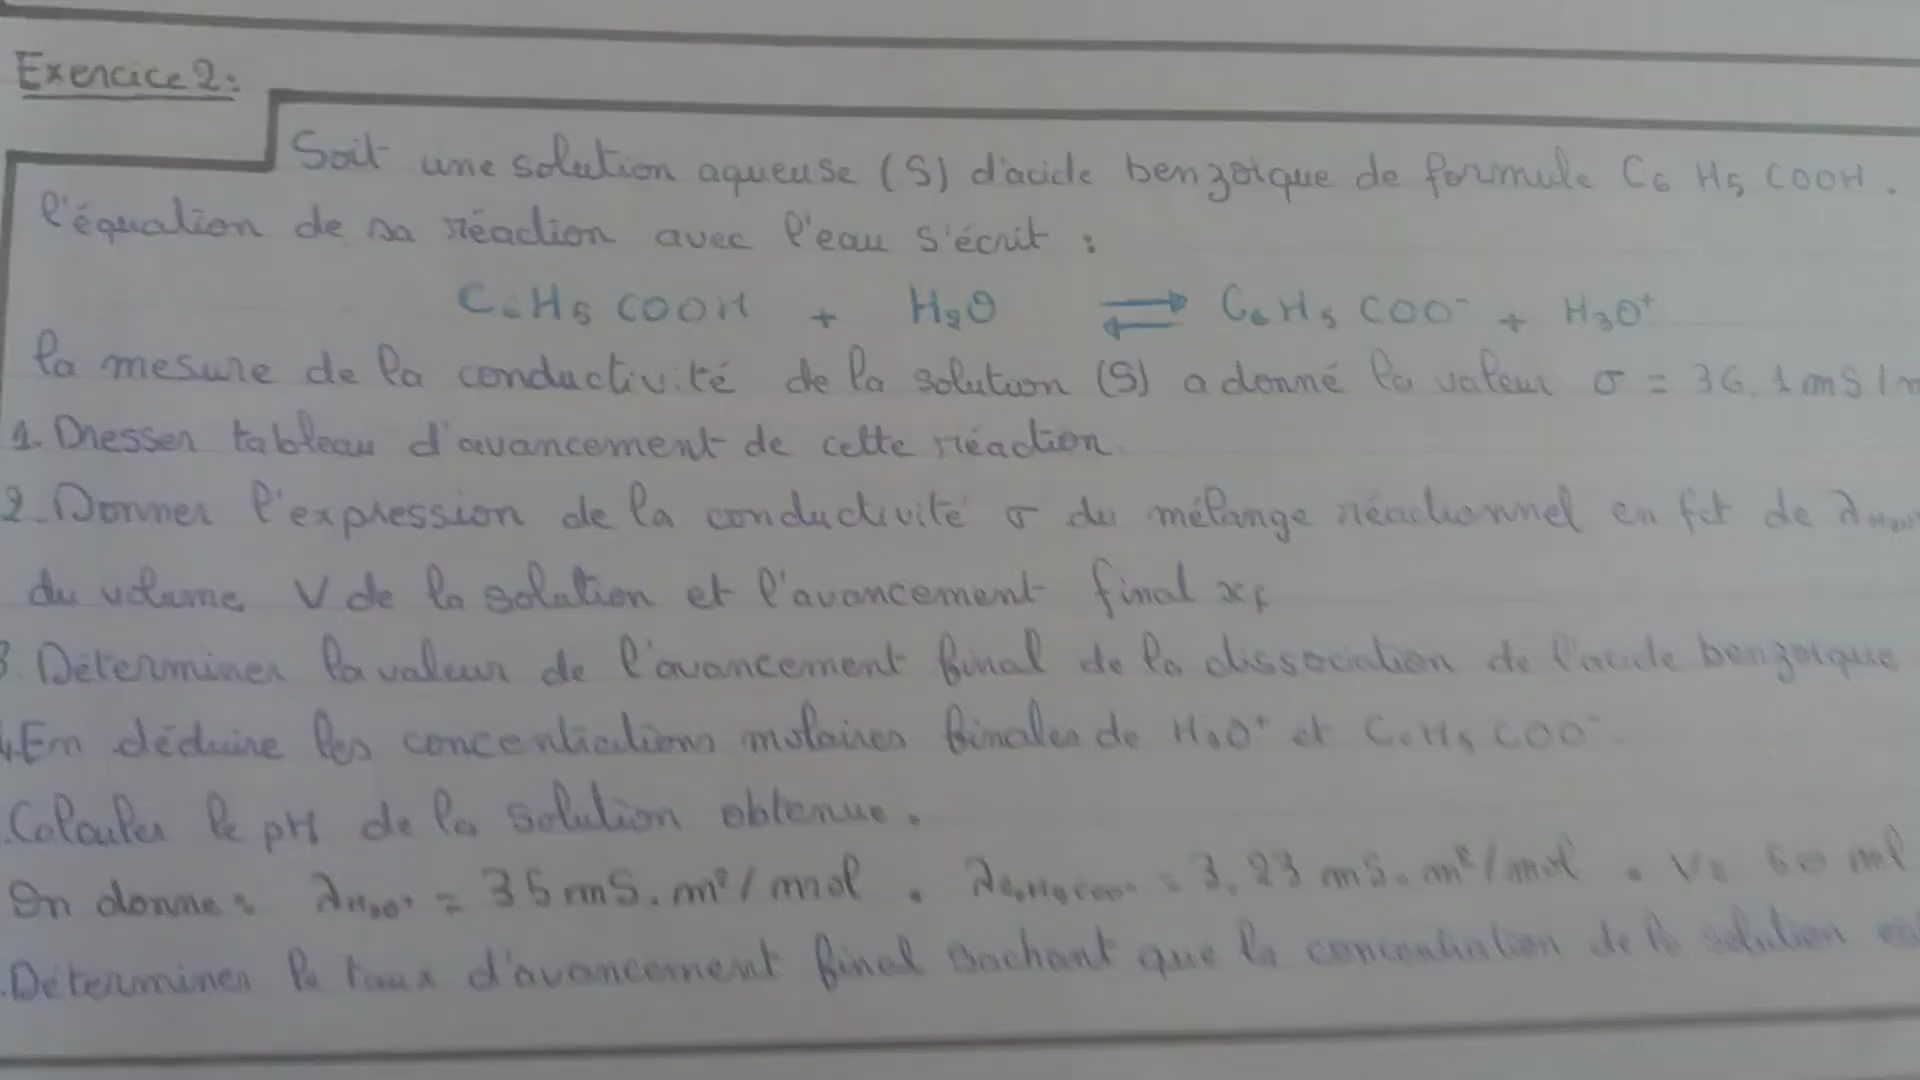 Exercice 2:
Soit une solution aqueuse (S) d'acide benzoïque de formule C6 H5 COOH.
l'équation de sa réaction avec l'eau s'écrit :
C6H5 COOH + H2O ⇌ C6H5 COO- + H3O+
la mesure de la conductivité de la solution (S) a donné la valeur σ = 36,1 mS/m
1. Dresser tableau d'avancement de cette réaction.
2. Donner l'expression de la conductivité σ du mélange réactionnel en fct de λH3O+
du volume V de la solution et l'avancement final xf
3. Déterminer la valeur de l'avancement final de la dissociation de l'acide benzoïque
4. En déduire les concentrations molaires finales de H3O+ et C6H5 COO-
.Calculer le pH de la solution obtenue.
On donne: λH3O+ = 35 mS.m²/mol . λC6H5COO- = 3,23 mS.m²/mol . V= ml
.Déterminer le taux d'avancement final sachant que la concentration de la solution